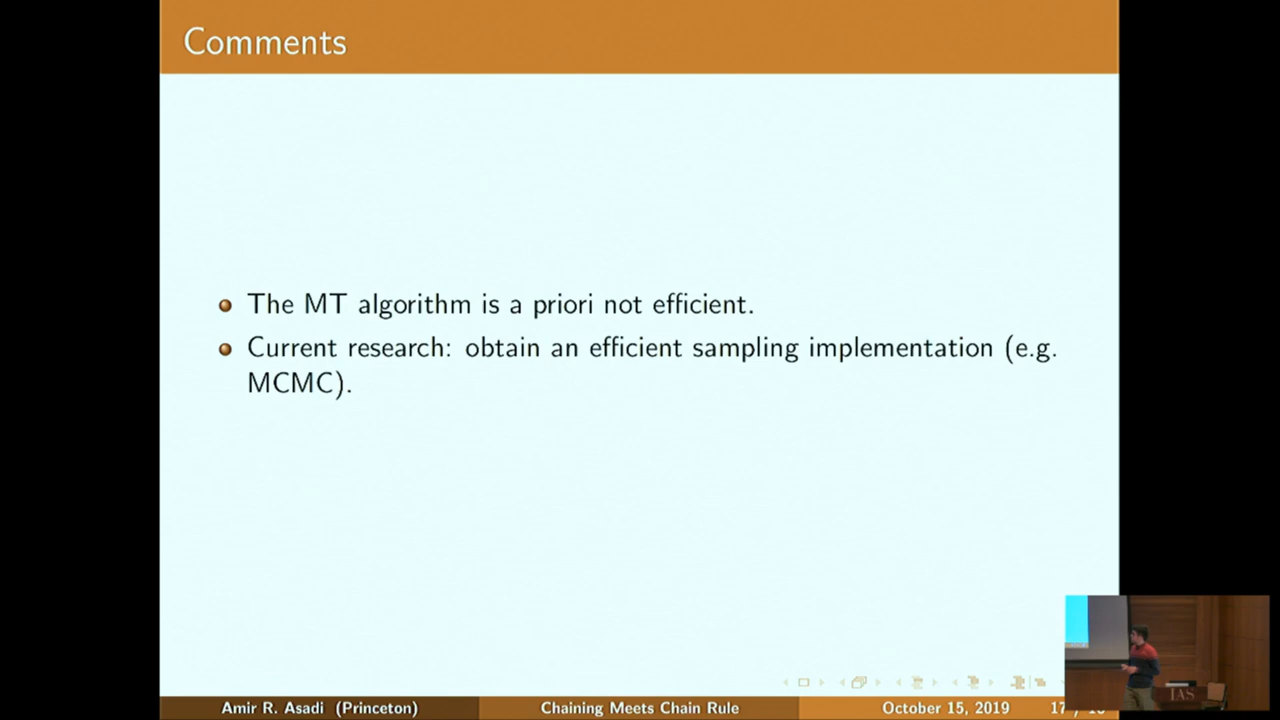 Comments
The MT algorithm is a priori not efficient.
Current research: obtain an efficient sampling implementation (e.g.
MCMC).
Amir R. Asadi (Princeton)
Chaining Meets Chain Rule
October 15, 2019
IAS